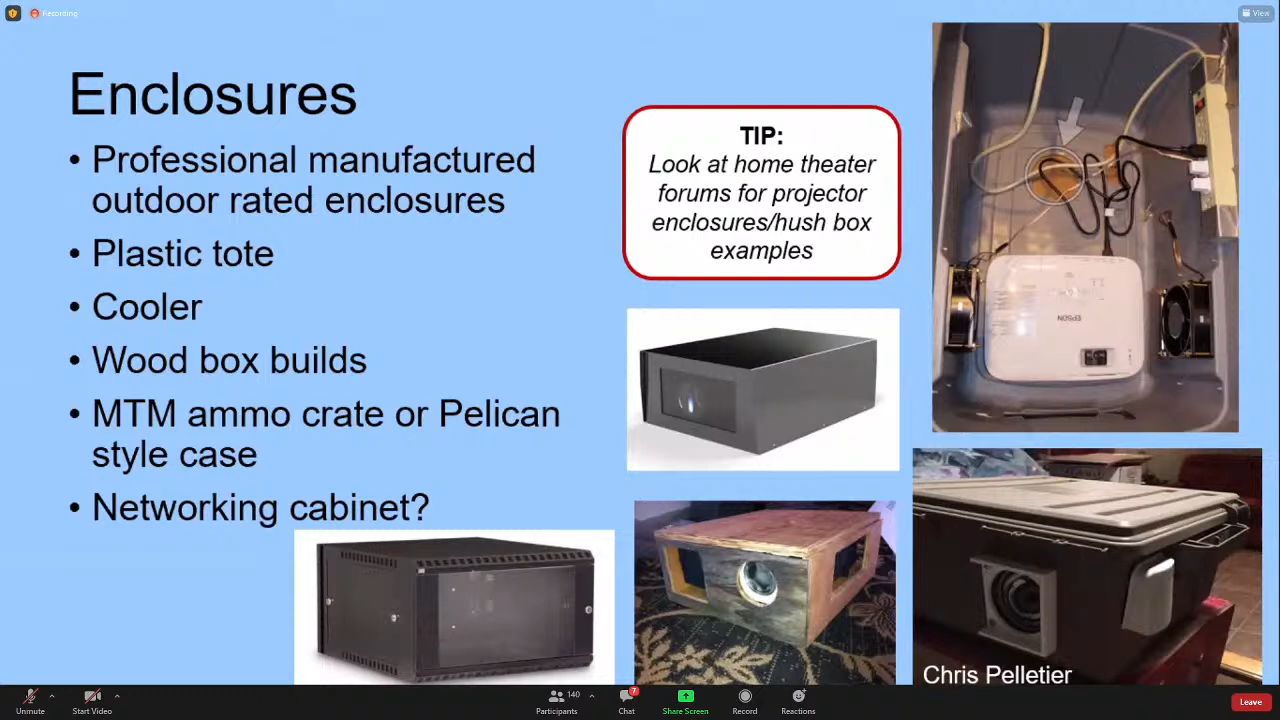 Recording
View
Enclosures
• Professional manufactured
outdoor rated enclosures
• Plastic tote
• Cooler
• Wood box builds
• MTM ammo crate or Pelican
style case
• Networking cabinet?
TIP:
Look at home theater
forums for projector
enclosures/hush box
examples
EPSON
Chris Pelletier
Unmute
Start Video
140
Participants
7
Chat
Share Screen
Record
Reactions
Leave